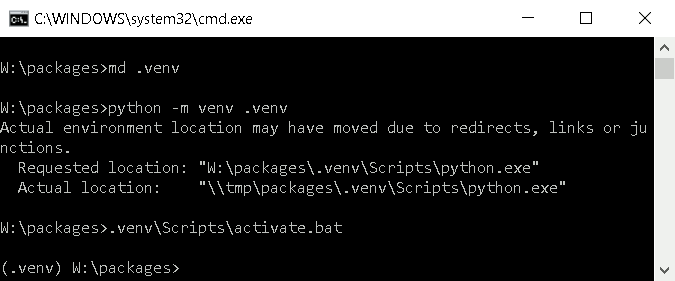 C:\WINDOWS\system32\cmd.exe
W:\packages>md .venv
W:\packages>python -m venv .venv
Actual environment location may have moved due to redirects, links or ju
nctions.
  Requested location: "W:\packages\.venv\Scripts\python.exe"
  Actual location:    "\\tmp\packages\.venv\Scripts\python.exe"
W:\packages>.venv\Scripts\activate.bat
(.venv) W:\packages>